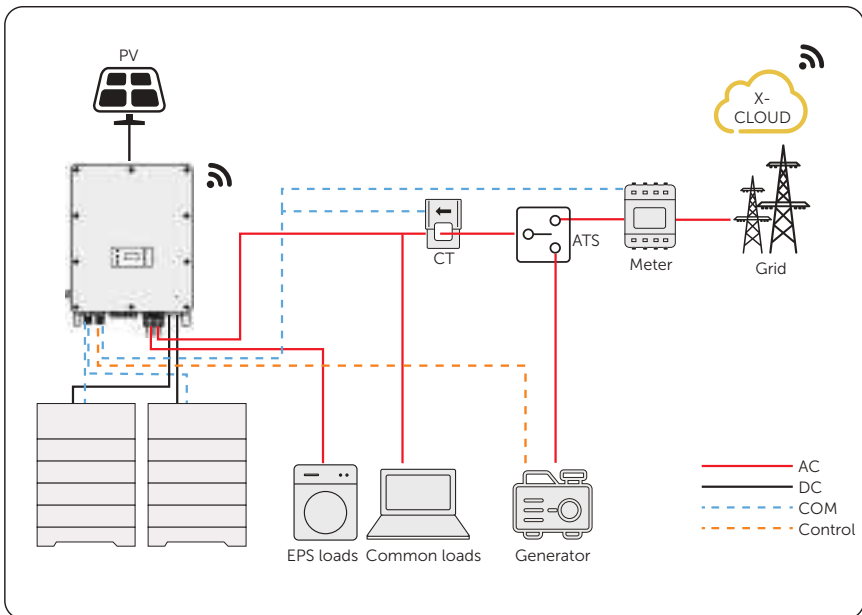 PV
X-
CLOUD
CT
ATS
Meter
Grid
EPS loads
Common loads
Generator
AC
DC
COM
Control